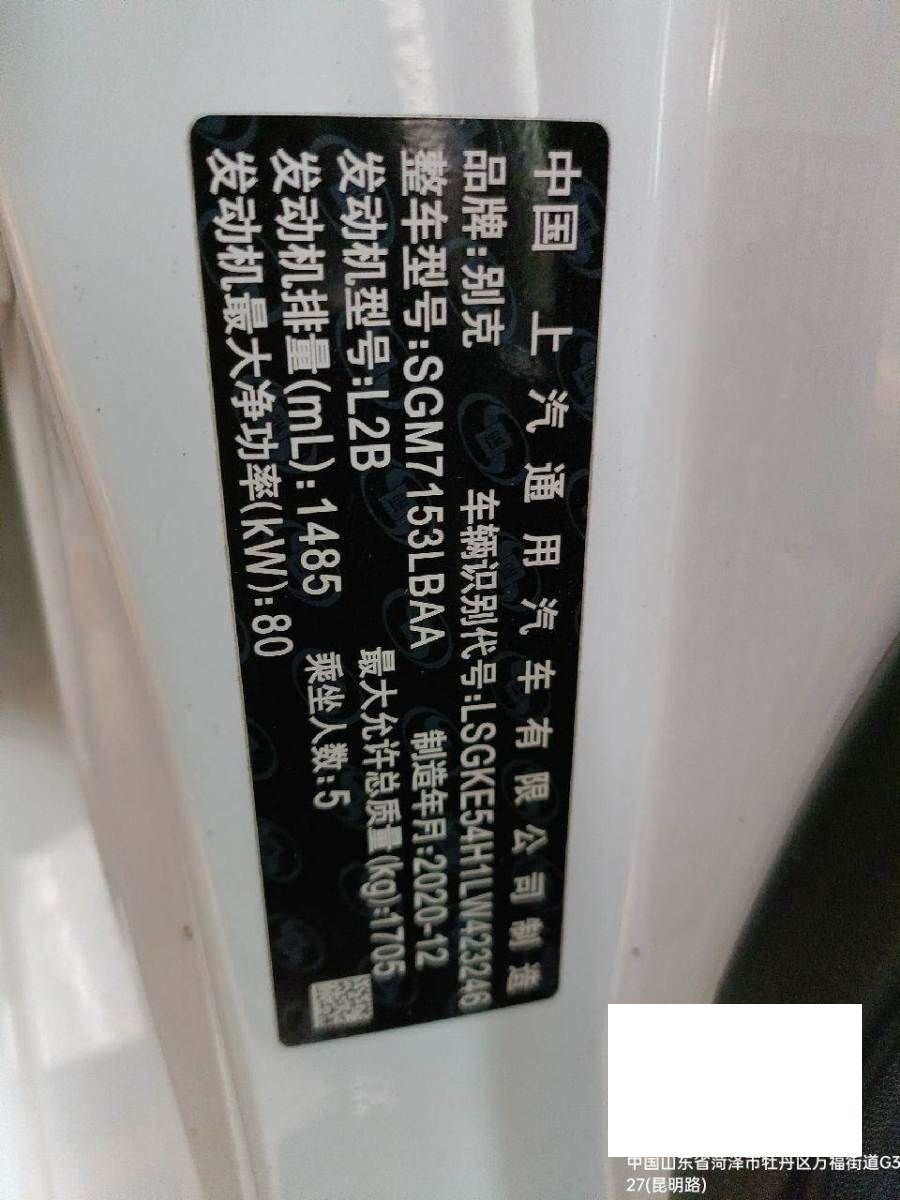 中国 上汽通用汽车有限公司制造
品牌:别克 车辆识别代号:LSGKE54H1LW423246
整车型号:SGM7153LBAA 制造年月:2020-12
发动机型号:L2B 最大允许总质量(kg):1705
发动机排量(mL):1485 乘坐人数:5
发动机最大净功率(kW):80
中国山东省菏泽市牡丹区万福街道G3
27(昆明路)